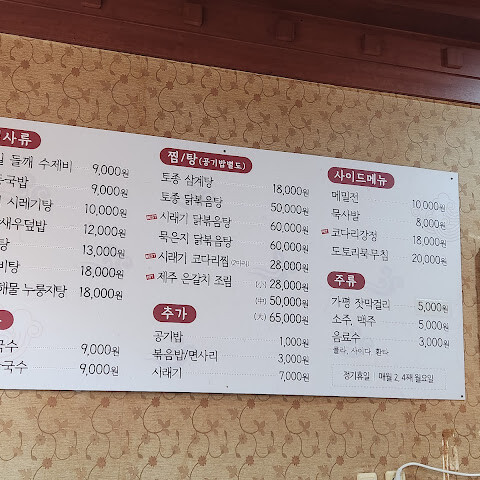 사류
들깨 수제비 9,000원
국밥 9,000원
시래기탕 10,000원
새우덮밥 12,000원
탕 13,000원
비탕 18,000원
해물 누룽지탕 18,000원
국수 9,000원
국수 9,000원
찜/탕(공기밥별도)
토종 삼계탕 18,000원
토종 닭볶음탕 50,000원
시래기 닭볶음탕 60,000원
묵은지 닭볶음탕 60,000원
시래기 코다리찜 28,000원
제주 은갈치 조림 (小) 28,000원
(中) 50,000원
(大) 65,000원
추가
공기밥 1,000원
볶음밥/면사리 3,000원
시래기 7,000원
사이드메뉴
메밀전 10,000원
묵사발 8,000원
코다리강정 18,000원
도토리묵무침 20,000원
주류
가평 잣막걸리 5,000원
소주, 맥주 5,000원
음료수 3,000원
콜라, 사이다, 환타
정기휴일 매월 2, 4째 월요일